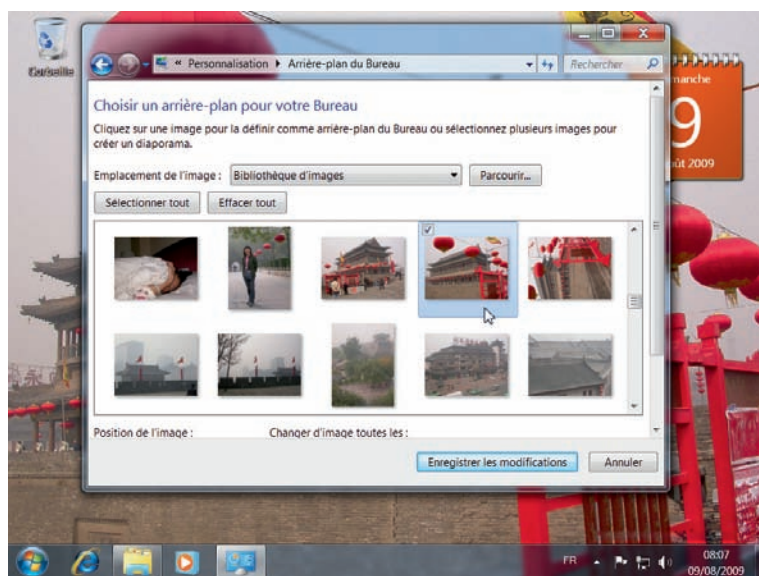 Corbeille
« Personnalisation ▸ Arrière-plan du Bureau
Rechercher
manche
9
oût 2009
Choisir un arrière-plan pour votre Bureau
Cliquez sur une image pour la définir comme arrière-plan du Bureau ou sélectionnez plusieurs images pour
créer un diaporama.
Emplacement de l'image : Bibliothèque d'images Parcourir...
Sélectionner tout Effacer tout
Position de l'image : Changer d'image toutes les :
Enregistrer les modifications Annuler
FR
08:07
09/08/2009